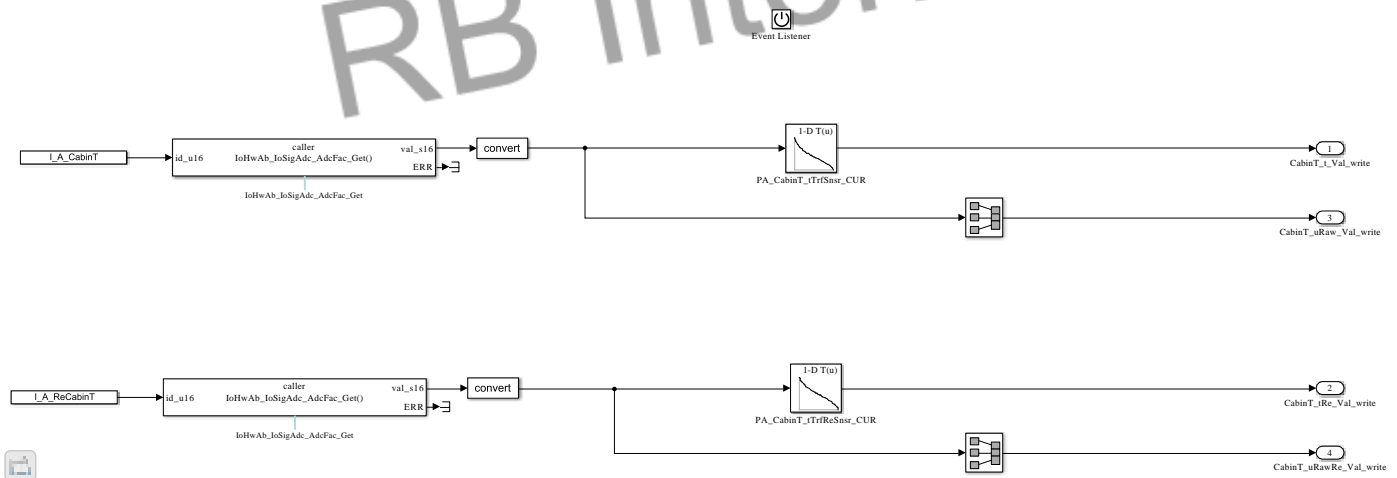 RB
Event Listener
I_A_CabinT
id_u16
caller
IoHwAb_IoSigAdc_AdcFac_Get()
val_s16
ERR
IoHwAb_IoSigAdc_AdcFac_Get
convert
1-D T(u)
PA_CabinT_tTrfSnsr_CUR
1
CabinT_t_Val_write
3
CabinT_uRaw_Val_write
I_A_ReCabinT
id_u16
caller
IoHwAb_IoSigAdc_AdcFac_Get()
val_s16
ERR
IoHwAb_IoSigAdc_AdcFac_Get
convert
1-D T(u)
PA_CabinT_tTrfReSnsr_CUR
2
CabinT_tRe_Val_write
4
CabinT_uRawRe_Val_write